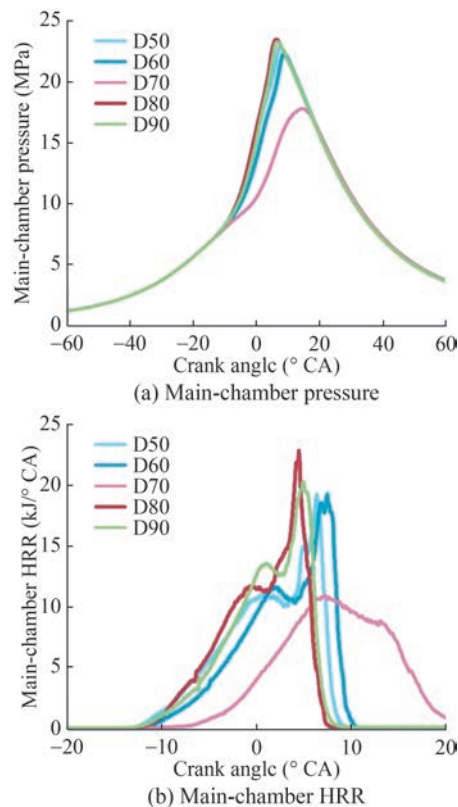 25
20
15
10
5
0
Main-chamber pressure (MPa)
D50
D60
D70
D80
D90
−60 −40 −20 0 20 40 60
Crank anglc (° CA)
(a) Main-chamber pressure
25
20
15
10
5
0
Main-chamber HRR (kJ/° CA)
D50
D60
D70
D80
D90
−20 −10 0 10 20
Crank anglc (° CA)
(b) Main-chamber HRR